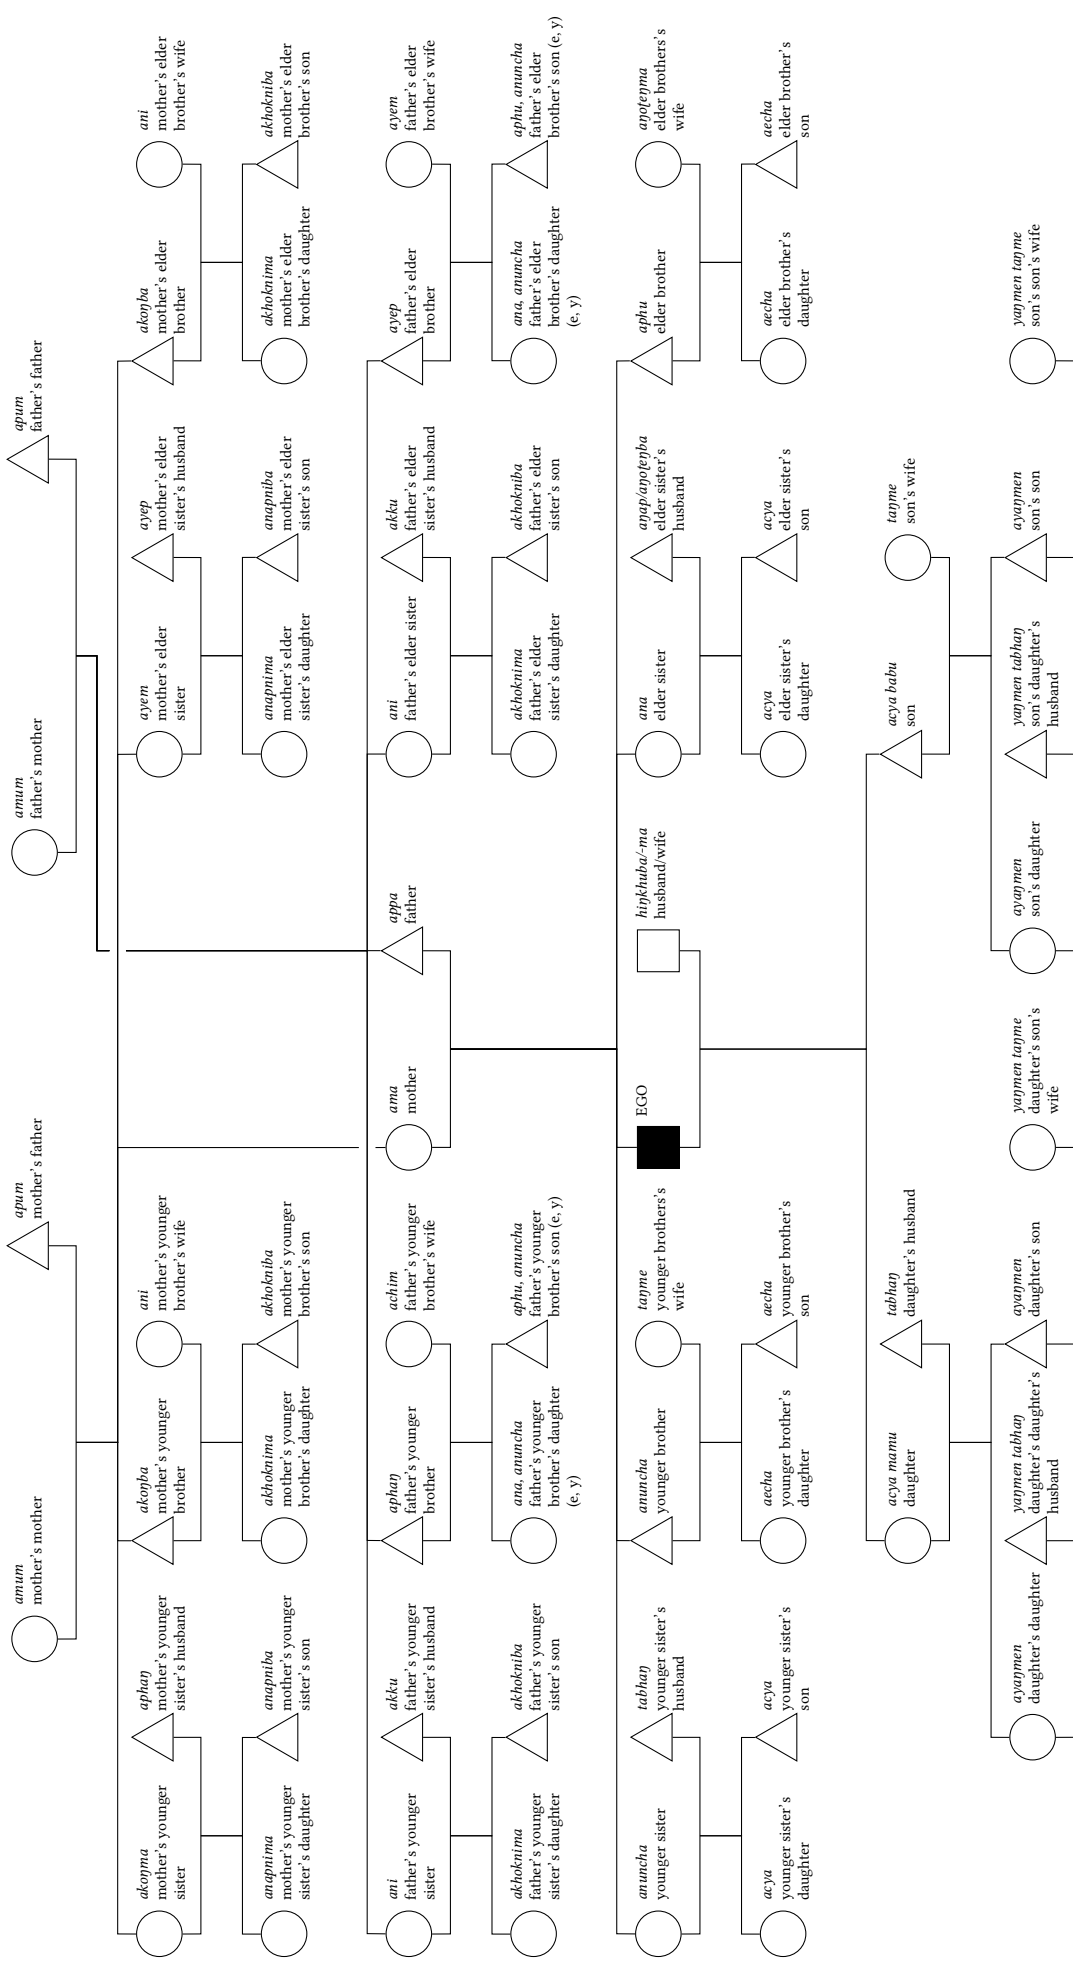 amum
mother's mother
apum
mother's father
amum
father's mother
apum
father's father
akoŋma
mother's younger
sister
aphaŋ
mother's younger
sister's husband
akoŋba
mother's younger
brother
ani
mother's younger
brother's wife
ayem
mother's elder
sister
ayep
mother's elder
sister's husband
akoŋba
mother's elder
brother
ani
mother's elder
brother's wife
anapnima
mother's younger
sister's daughter
anapniba
mother's younger
sister's son
akhoknima
mother's younger
brother's daughter
akhokniba
mother's younger
brother's son
anapnima
mother's elder
sister's daughter
anapniba
mother's elder
sister's son
akhoknima
mother's elder
brother's daughter
akhokniba
mother's elder
brother's son
ani
father's younger
sister
akku
father's younger
sister's husband
aphaŋ
father's younger
brother
achim
father's younger
brother's wife
ama
mother
appa
father
ani
father's elder sister
akku
father's elder
sister's husband
ayep
father's elder
brother
ayem
father's elder
brother's wife
akhoknima
father's younger
sister's daughter
akhokniba
father's younger
sister's son
ana, anuncha
father's younger
brother's daughter
(e, y)
aphu, anuncha
father's younger
brother's son (e, y)
akhoknima
father's elder
sister's daughter
akhokniba
father's elder
sister's son
ana, anuncha
father's elder
brother's daughter
(e, y)
aphu, anuncha
father's elder
brother's son (e, y)
anuncha
younger sister
tabhaŋ
younger sister's
husband
anuncha
younger brother
taŋme
younger brothers's
wife
EGO
hiŋkhuba/-ma
husband/wife
ana
elder sister
aŋap/aŋoʈeŋba
elder sister's
husband
aphu
elder brother
aŋoʈeŋma
elder brothers's
wife
acya
younger sister's
daughter
acya
younger sister's
son
aecha
younger brother's
daughter
aecha
younger brother's
son
acya
elder sister's
daughter
acya
elder sister's
son
aecha
elder brother's
daughter
aecha
elder brother's
son
acya mamu
daughter
tabhaŋ
daughter's husband
acya babu
son
taŋme
son's wife
ayaŋmen
daughter's daughter
yaŋmen tabhaŋ
daughter's daughter's
husband
ayaŋmen
daughter's son
yaŋmen taŋme
daughter's son's
wife
ayaŋmen
son's daughter
yaŋmen tabhaŋ
son's daughter's
husband
ayaŋmen
son's son
yaŋmen taŋme
son's son's wife